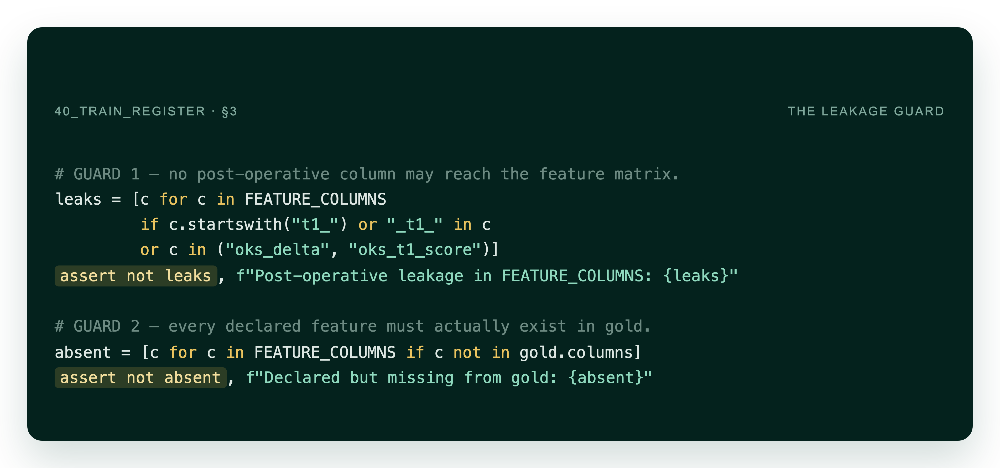 40_TRAIN_REGISTER · §3
THE LEAKAGE GUARD
# GUARD 1 — no post-operative column may reach the feature matrix.
leaks = [c for c in FEATURE_COLUMNS
         if c.startswith("t1_") or "_t1_" in c
         or c in ("oks_delta", "oks_t1_score")]
assert not leaks, f"Post-operative leakage in FEATURE_COLUMNS: {leaks}"
# GUARD 2 — every declared feature must actually exist in gold.
absent = [c for c in FEATURE_COLUMNS if c not in gold.columns]
assert not absent, f"Declared but missing from gold: {absent}"